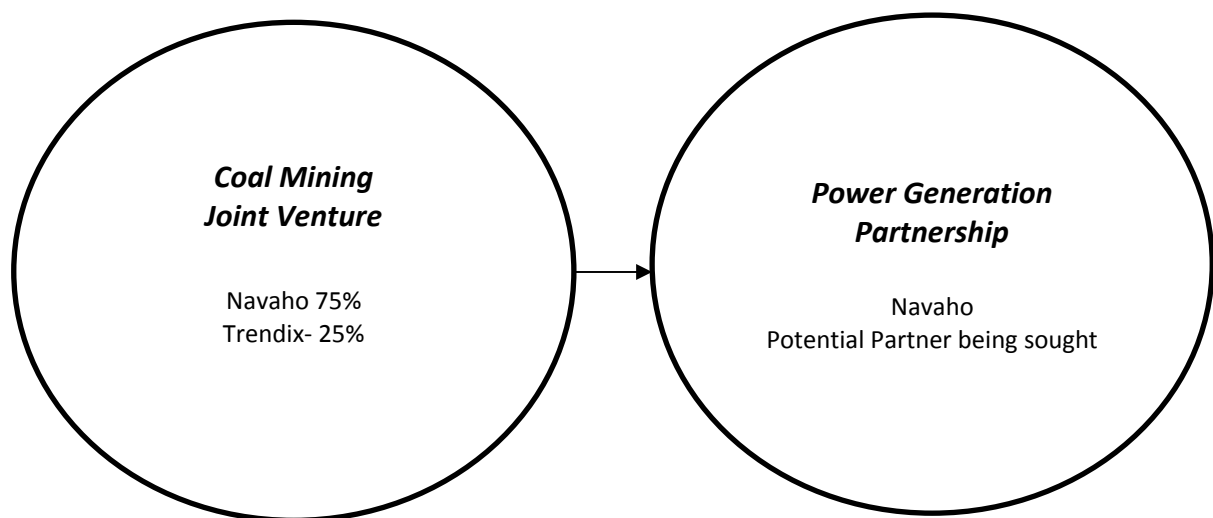 Coal Mining
Joint Venture
Navaho 75%
Trendix- 25%
Power Generation
Partnership
Navaho
Potential Partner being sought